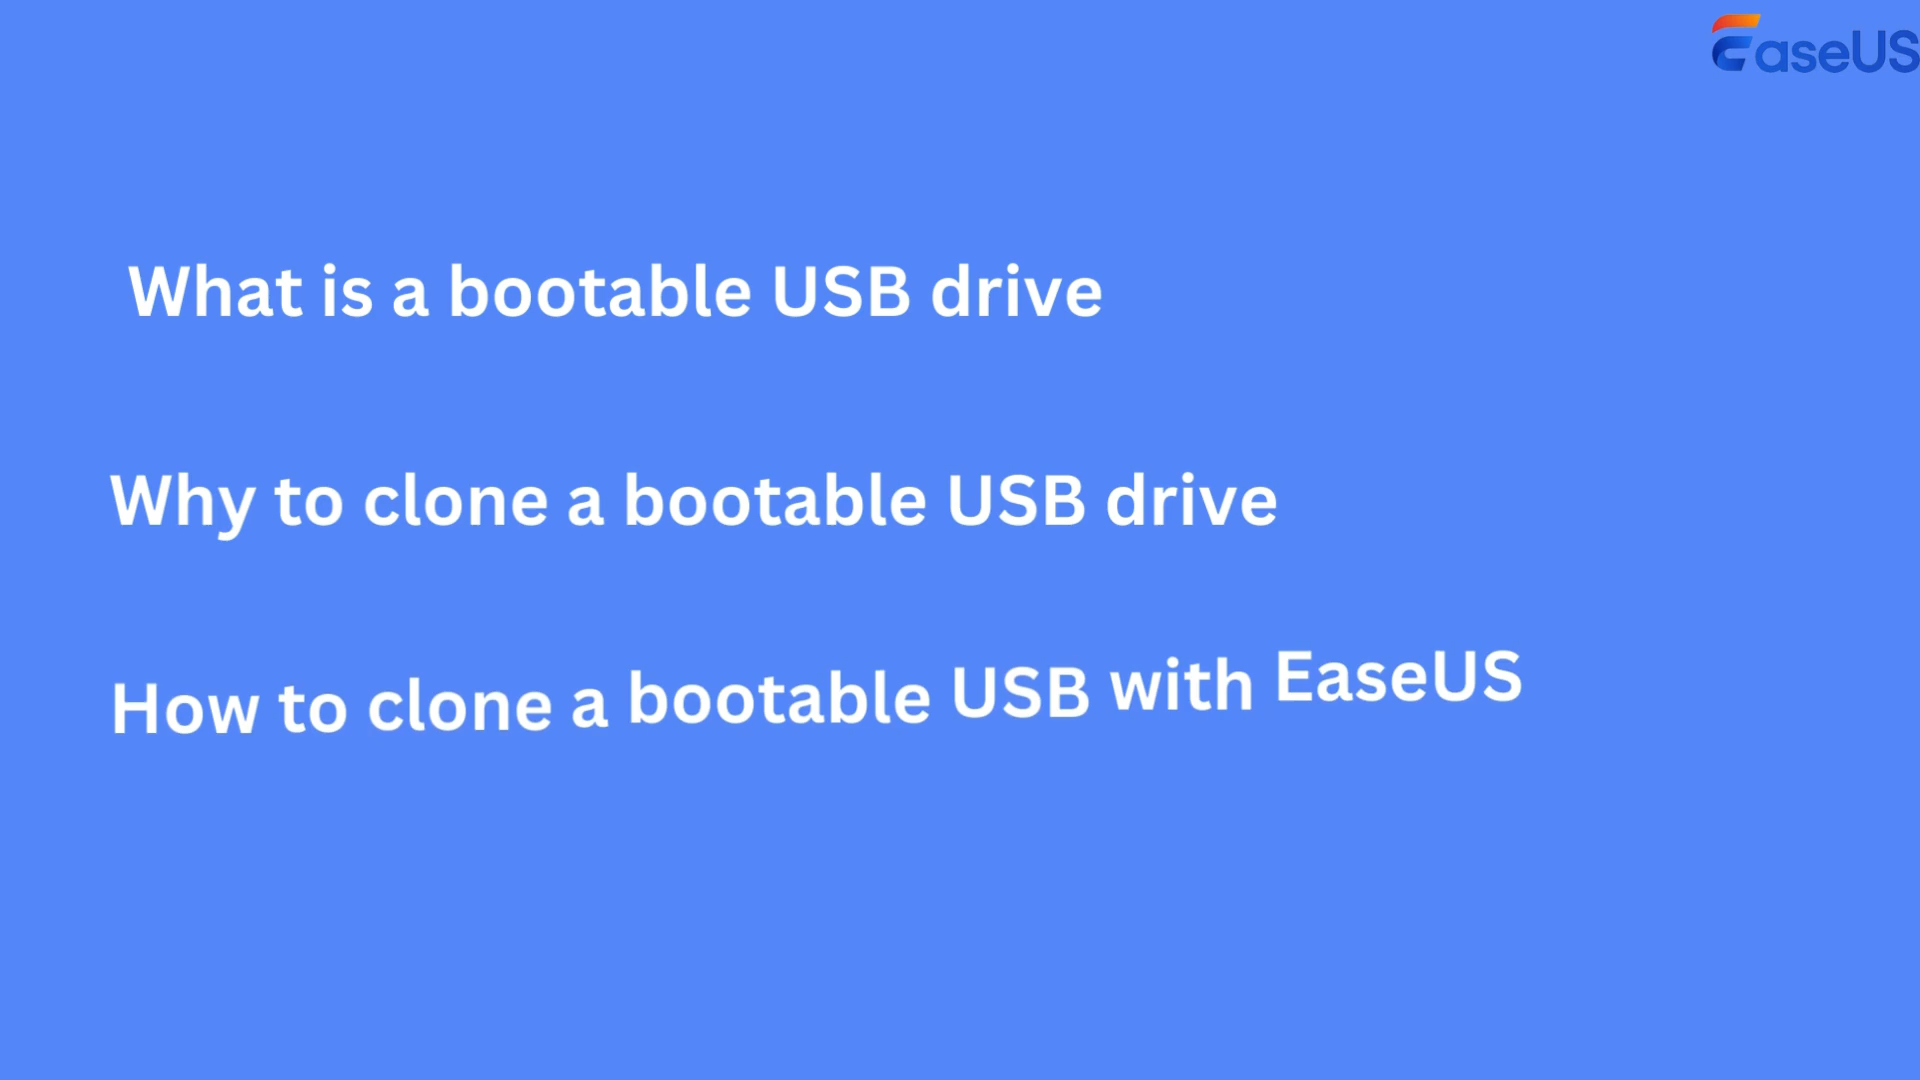 EaseUS
What is a bootable USB drive
Why to clone a bootable USB drive
How to clone a bootable USB with EaseUS